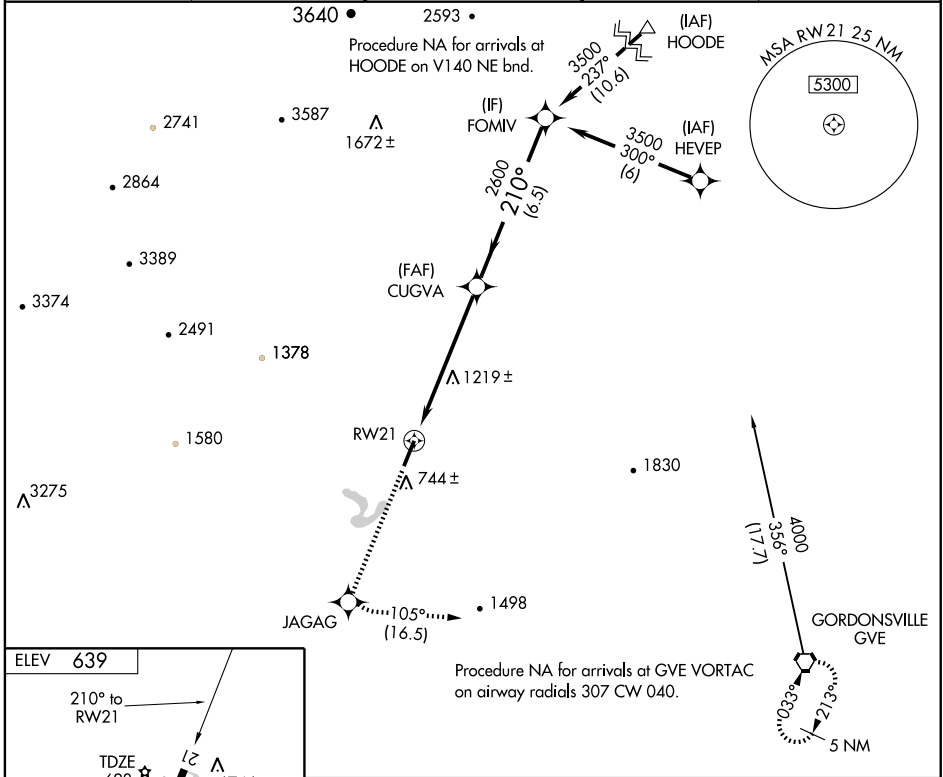 3640
2593
Procedure NA for arrivals at
HOODE on V140 NE bnd.
(IAF)
HOODE
3500
237°
(10.6)
MSA RW21 25 NM
5300
2741
3587
1672±
(IF)
FOMIV
3500
300°
(6)
(IAF)
HEVEP
2864
2600
210°
(6.5)
3389
(FAF)
CUGVA
3374
2491
1378
1219±
1580
RW21
1830
3275
744±
4000
356°
(17.7)
JAGAG
105°
(16.5)
1498
GORDONSVILLE
GVE
Procedure NA for arrivals at GVE VORTAC
on airway radials 307 CW 040.
033°
213°
5 NM
ELEV 639
210° to
RW21
21
TDZE